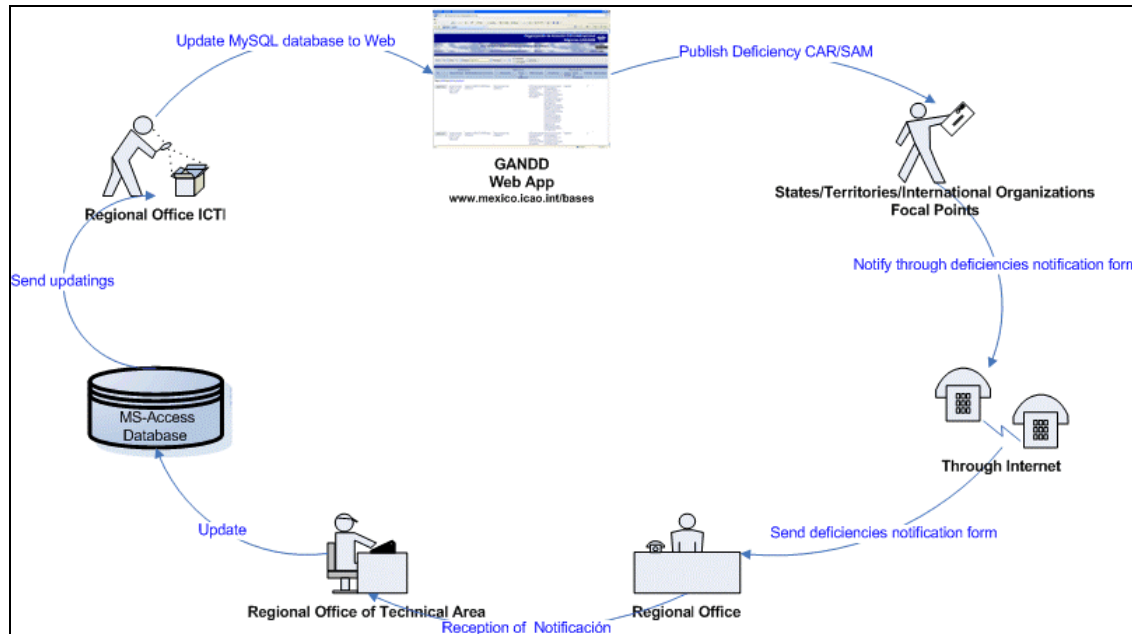 Update MySQL database to Web
Publish Deficiency CAR/SAM
GANDD
Web App
www.mexico.icao.int/bases
States/Territories/International Organizations
Focal Points
Regional Office ICTI
Send updatings
Notify through deficiencies notification form
MS-Access
Database
Through Internet
Update
Send deficiencies notification form
Regional Office of Technical Area
Regional Office
Reception of Notificación